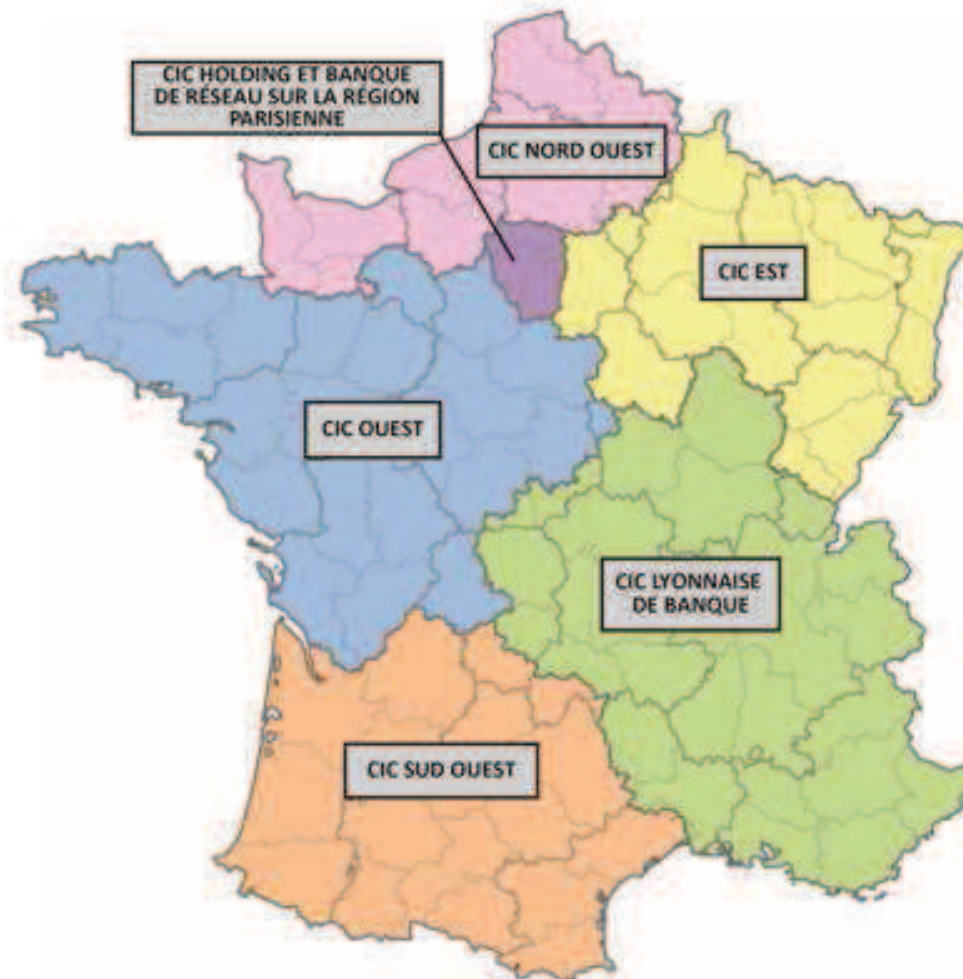 CIC HOLDING ET BANQUE
DE RÉSEAU SUR LA RÉGION
PARISIENNE
CIC NORD OUEST
CIC EST
CIC OUEST
CIC LYONNAISE
DE BANQUE
CIC SUD OUEST